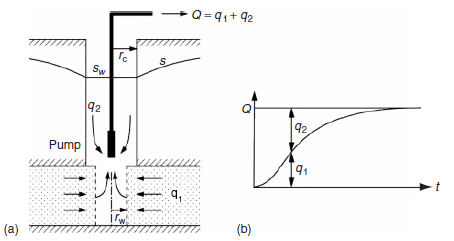 Q = q1 + q2
rc
sw
s
q2
Pump
q1
rw
(a)
Q
q2
q1
t
(b)